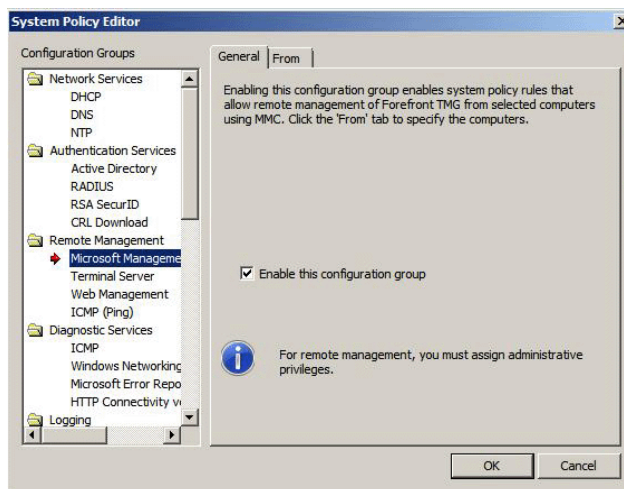 System Policy Editor
Configuration Groups
Network Services
DHCP
DNS
NTP
Authentication Services
Active Directory
RADIUS
RSA SecurID
CRL Download
Remote Management
Microsoft Manageme
Terminal Server
Web Management
ICMP (Ping)
Diagnostic Services
ICMP
Windows Networking
Microsoft Error Repo
HTTP Connectivity v
Logging
General
From
Enabling this configuration group enables system policy rules that
allow remote management of Forefront TMG from selected computers
using MMC. Click the 'From' tab to specify the computers.
Enable this configuration group
For remote management, you must assign administrative
privileges.
OK
Cancel